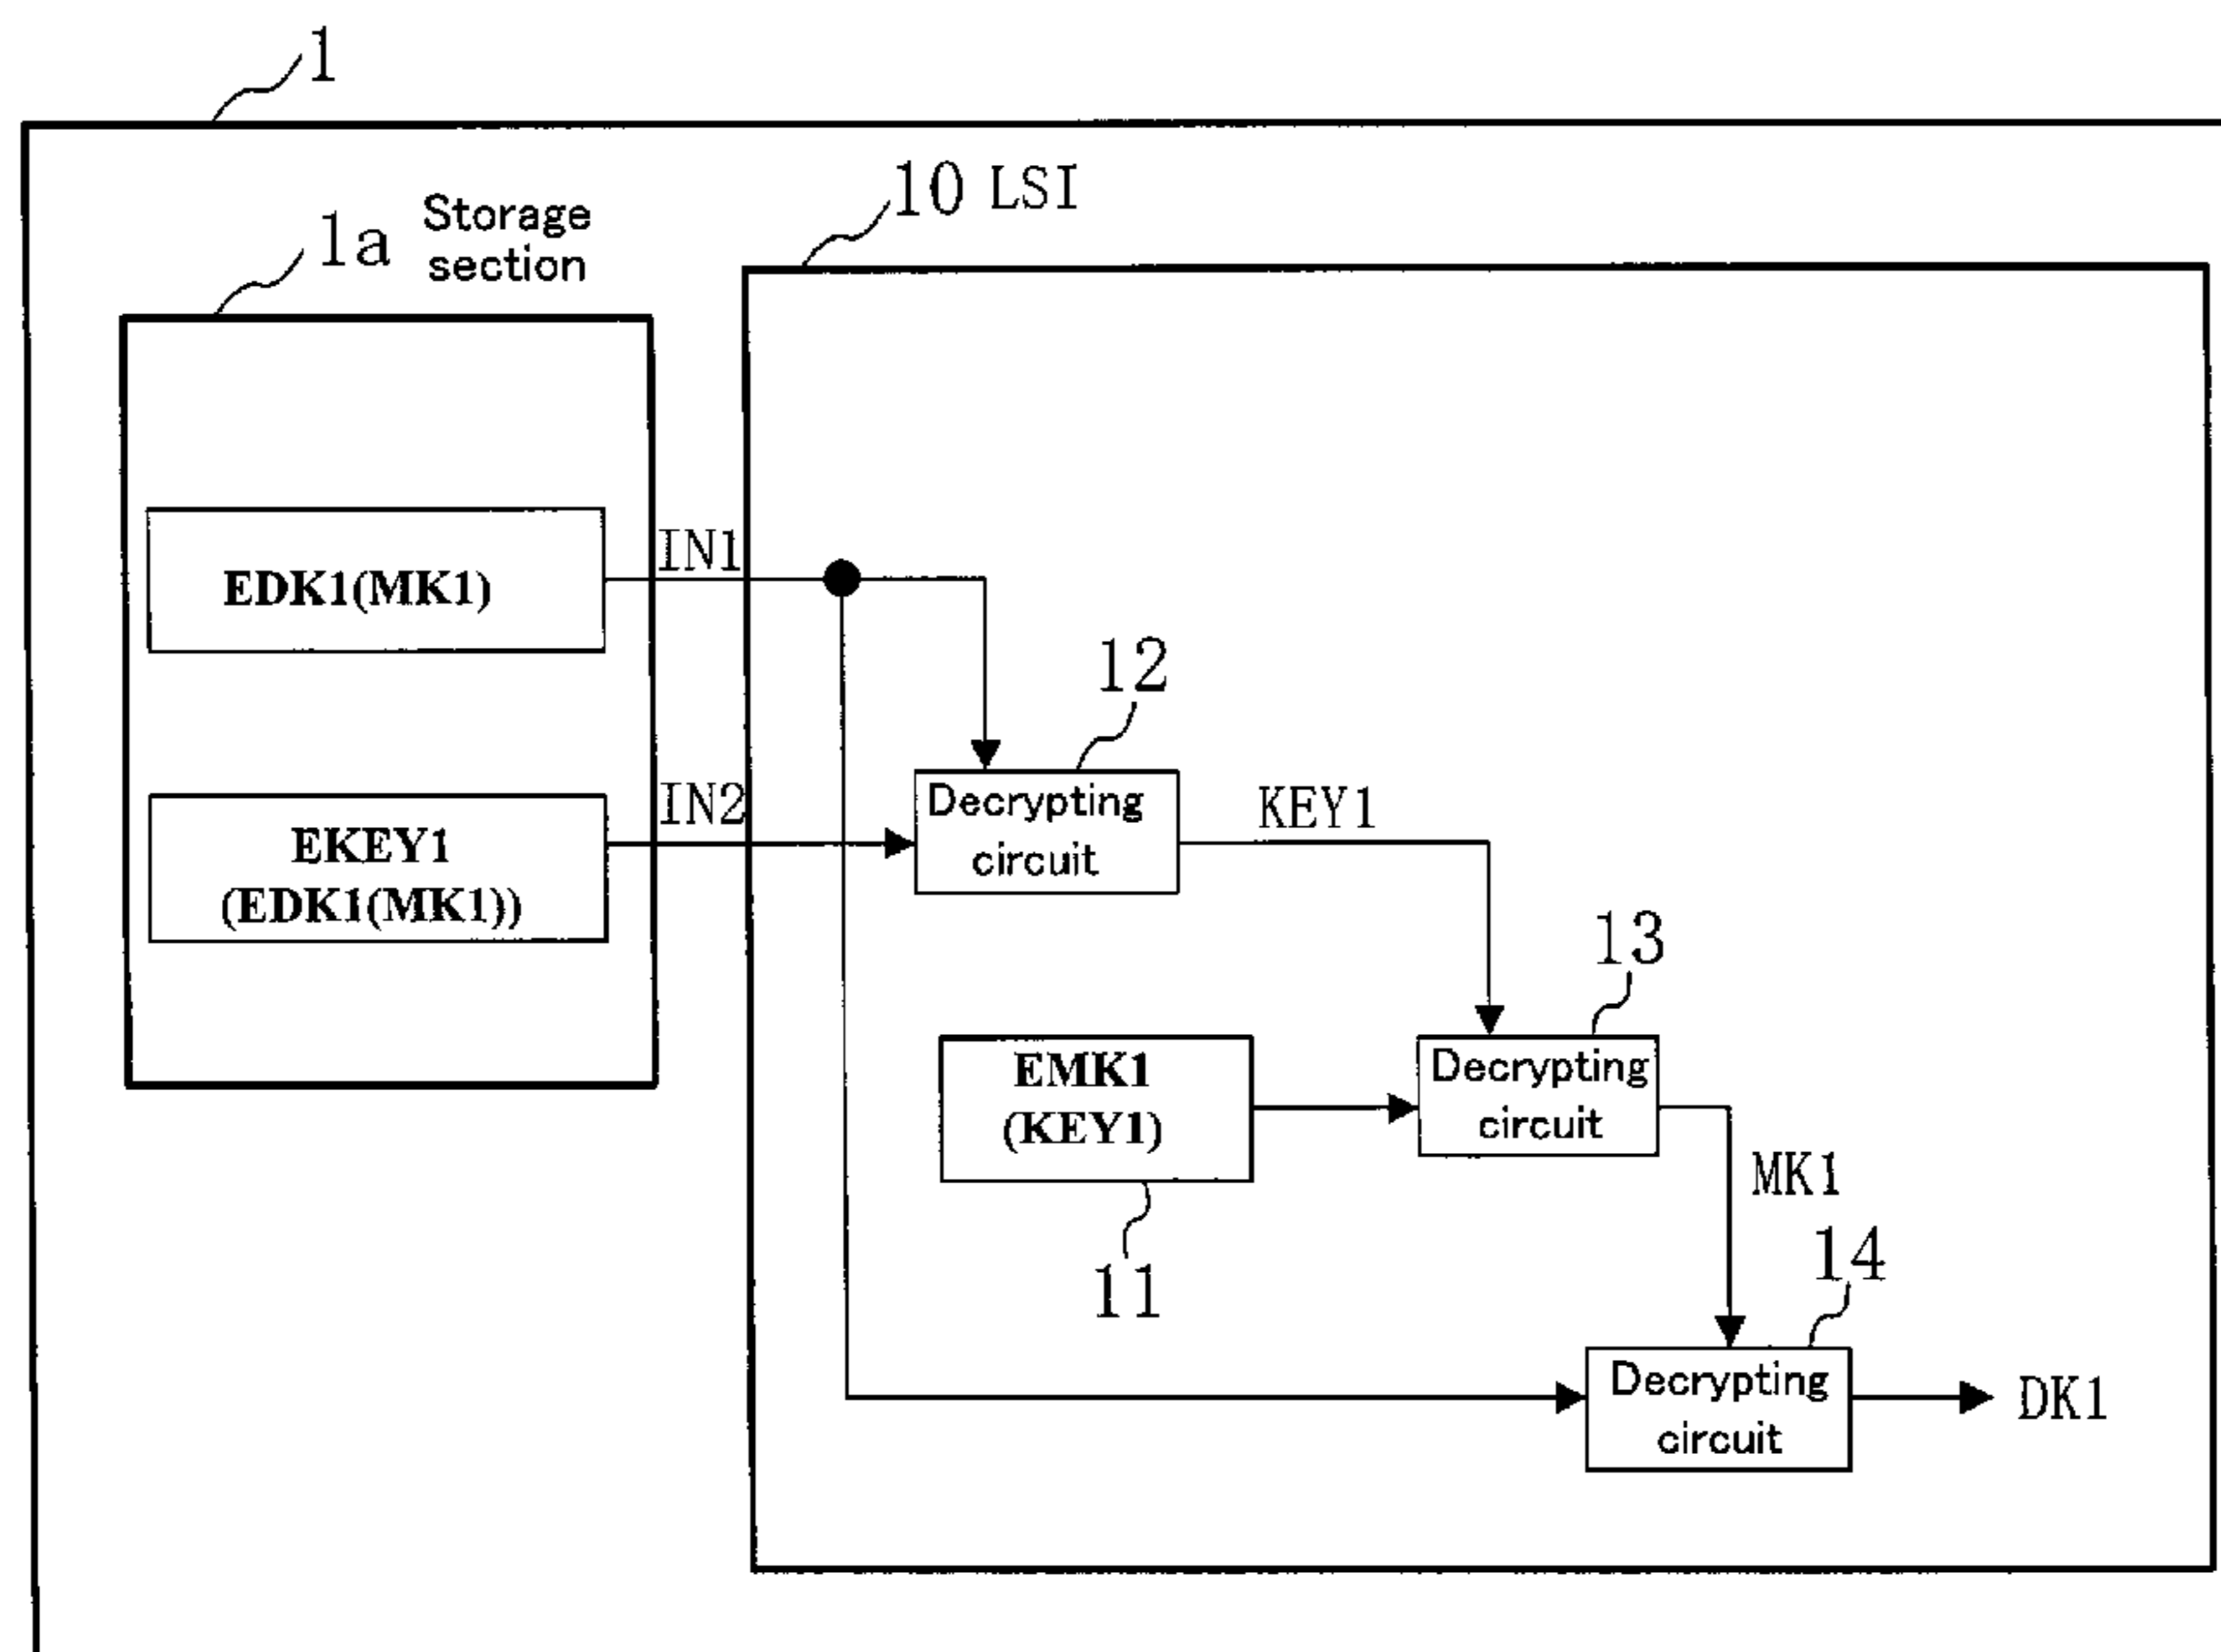 1
10 LSI
1a Storage
section
IN1
EDK1(MK1)
12
IN2
Decrypting
circuit
KEY1
EKEY1
(EDK1(MK1))
13
EMK1
(KEY1)
Decrypting
circuit
MK1
11
14
Decrypting
circuit
DK1